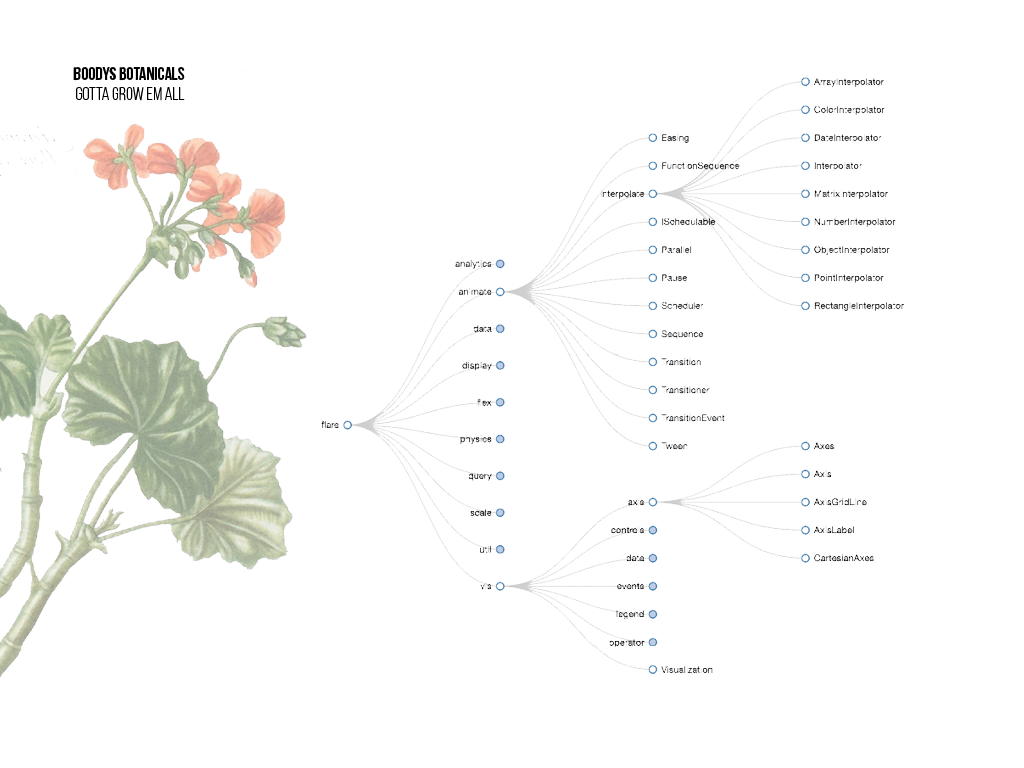 BOODYS BOTANICALS
GOTTA GROW EM ALL
flare
analytics
animate
data
display
flex
physics
query
scale
util
vis
Easing
FunctionSequence
interpolate
ISchedulable
Parallel
Pause
Scheduler
Sequence
Transition
Transitioner
TransitionEvent
Tween
axis
controls
data
events
legend
operator
Visualization
ArrayInterpolator
ColorInterpolator
DateInterpolator
Interpolator
MatrixInterpolator
NumberInterpolator
ObjectInterpolator
PointInterpolator
RectangleInterpolator
Axes
Axis
AxisGridLine
AxisLabel
CartesianAxes